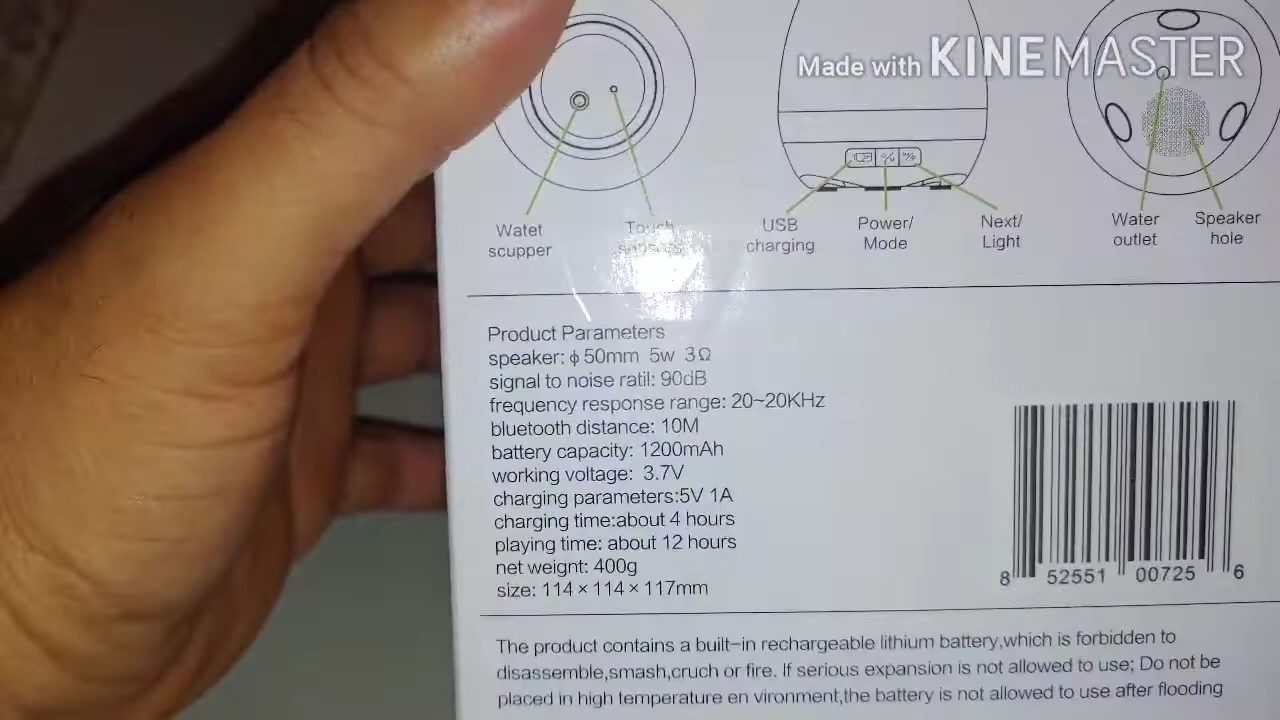 Made with KINEMASTER
Watet scupper
Touch
USB charging
Power/ Mode
Next/ Light
Water outlet
Speaker hole
Product Parameters
speaker: ϕ 50mm 5w 3Ω
signal to noise ratil: 90dB
frequency response range: 20~20KHz
bluetooth distance: 10M
battery capacity: 1200mAh
working voltage: 3.7V
charging parameters:5V 1A
charging time:about 4 hours
playing time: about 12 hours
net weignt: 400g
size: 114 × 114 × 117mm
8 52551 00725 6
The product contains a built-in rechargeable lithium battery,which is forbidden to
disassemble,smash,cruch or fire. If serious expansion is not allowed to use; Do not be
placed in high temperature en vironment,the battery is not allowed to use after flooding